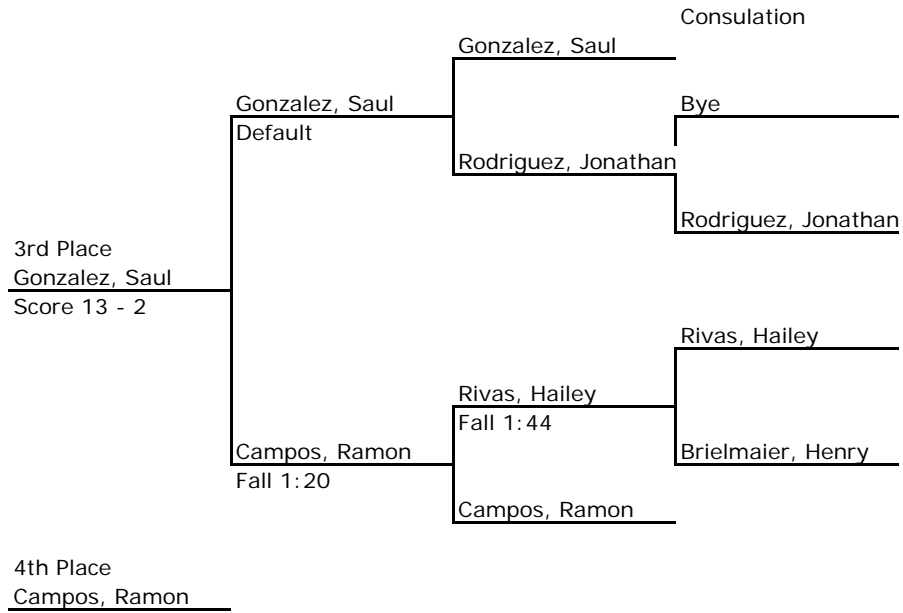 Consulation
Gonzalez, Saul
Gonzalez, Saul
Bye
Default
Rodriguez, Jonathan
Rodriguez, Jonathan
3rd Place
Gonzalez, Saul
Score 13 - 2
Rivas, Hailey
Rivas, Hailey
Fall 1:44
Campos, Ramon
Brielmaier, Henry
Fall 1:20
Campos, Ramon
4th Place
Campos, Ramon